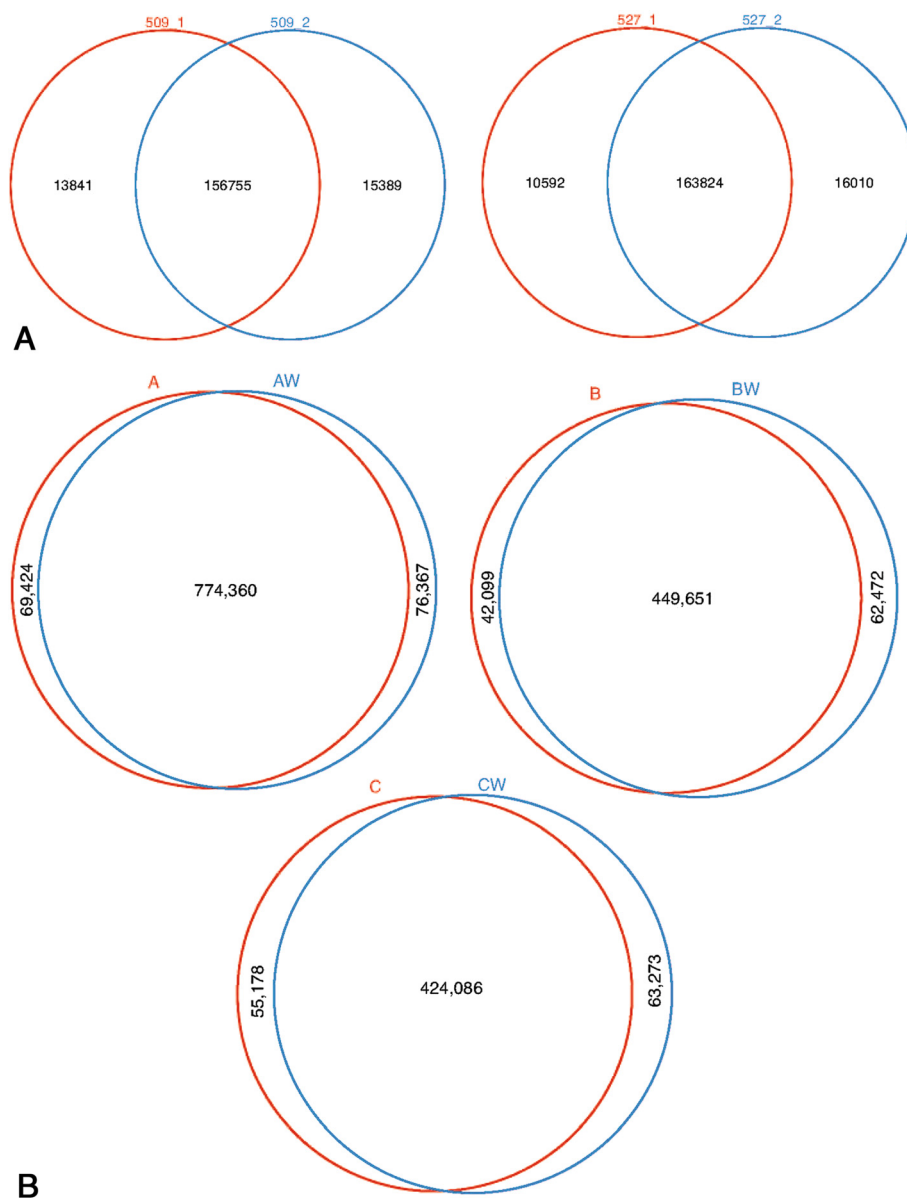 509_1 509_2 527_1 527_2
13841 156755 15389 10592 163824 16010
A
A AW B BW
69,424 774,360 76,367 42,099 449,651 62,472
C CW
55,178 424,086 63,273
B